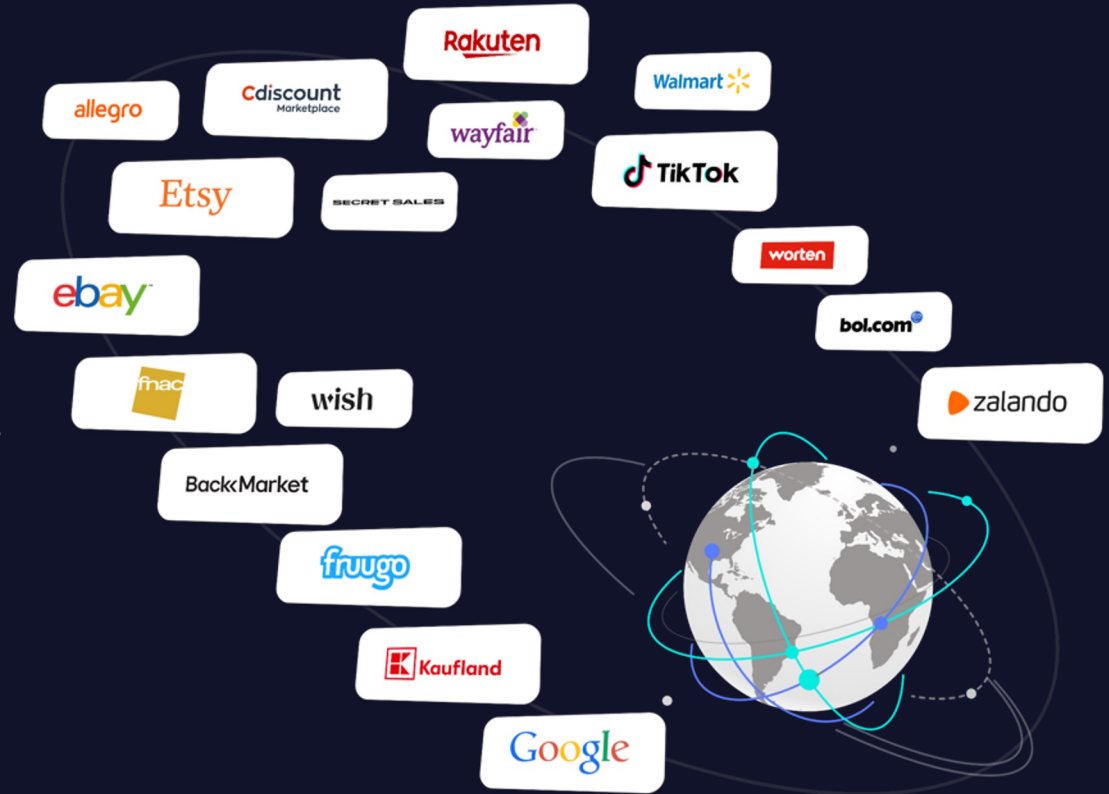 Rakuten
Walmart
allegro
Cdiscount
Marketplace
wayfair
TikTok
Etsy
SECRET SALES
worten
ebay
bol.com
fnac
wish
zalando
BackMarket
fruugo
K Kaufland
Google